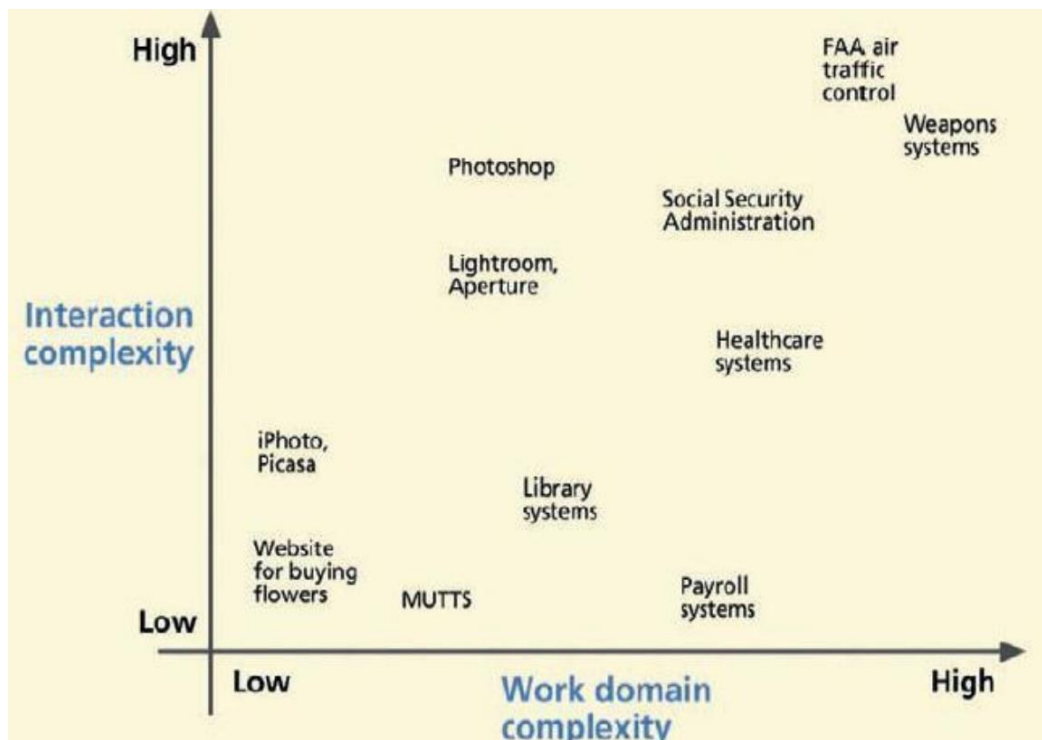 High
FAA air
traffic
control
Weapons
systems
Photoshop
Social Security
Administration
Lightroom,
Aperture
Interaction
complexity
Healthcare
systems
iPhoto,
Picasa
Library
systems
Website
for buying
flowers
MUTTS
Payroll
systems
Low
Low
High
Work domain
complexity